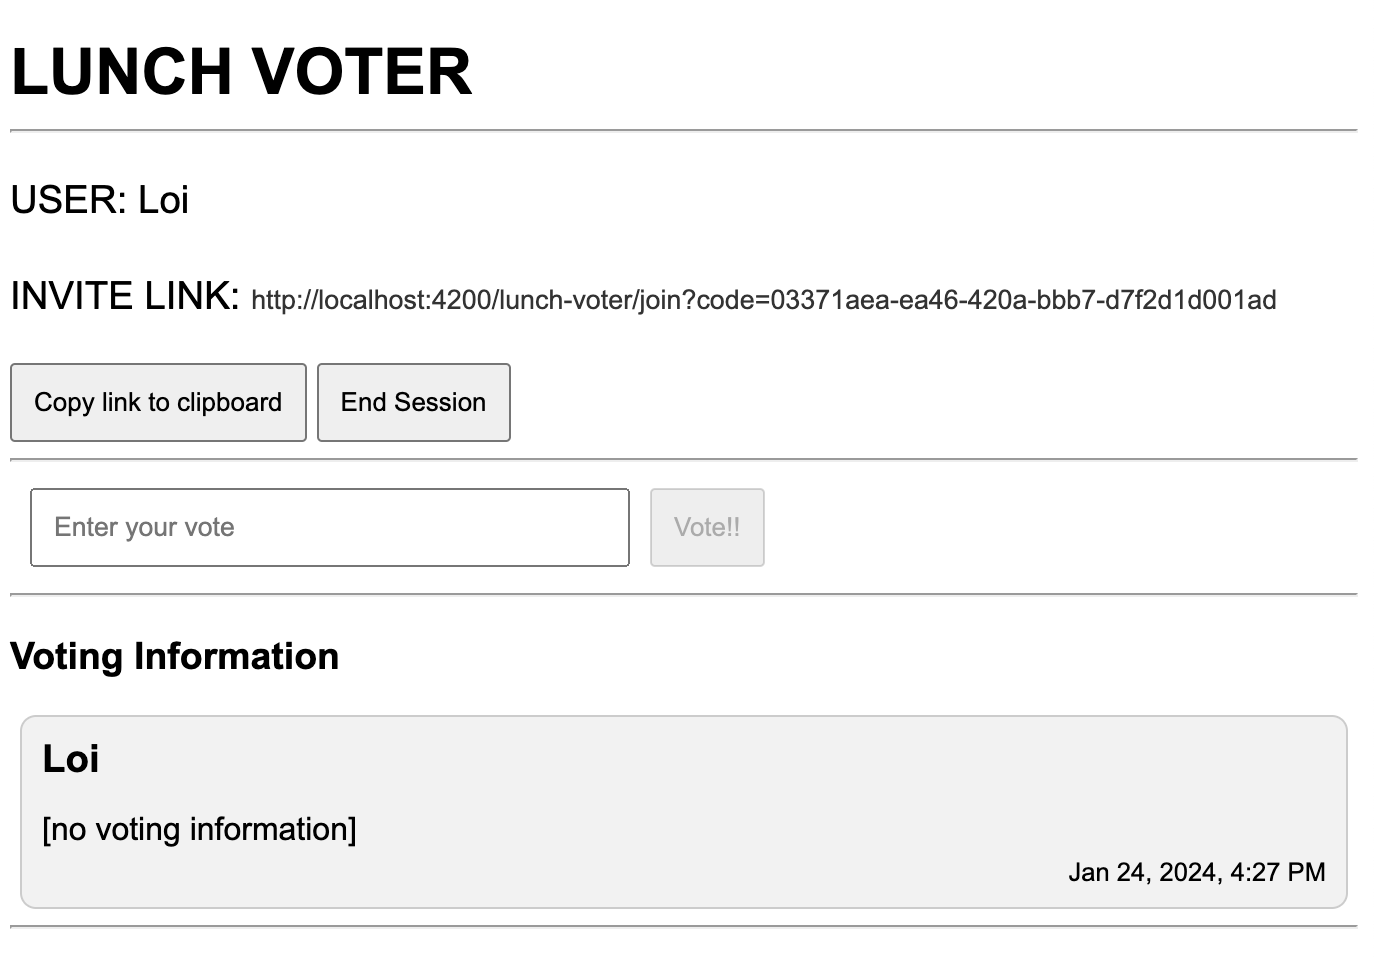 LUNCH VOTER
USER: Loi
INVITE LINK: http://localhost:4200/lunch-voter/join?code=03371aea-ea46-420a-bbb7-d7f2d1d001ad
Copy link to clipboard End Session
Enter your vote Vote!!
Voting Information
Loi
[no voting information]
Jan 24, 2024, 4:27 PM